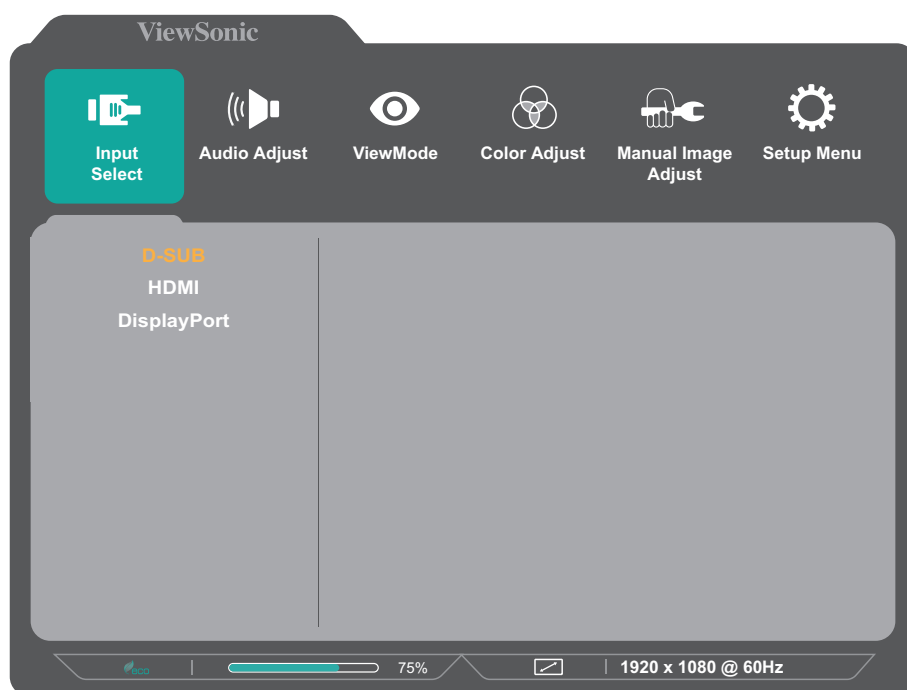 ViewSonic
Input
Select
Audio Adjust
ViewMode
Color Adjust
Manual Image
Adjust
Setup Menu
D-SUB
HDMI
DisplayPort
ECO
75%
1920 x 1080 @ 60Hz